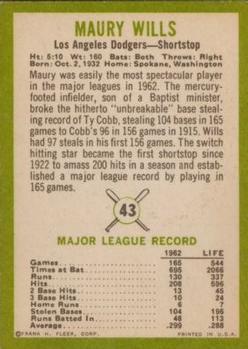 MAURY WILLS
Los Angeles Dodgers—Shortstop
Ht: 5:10 Wt: 160 Bats: Both Throws: Right
Born: Oct. 2, 1932 Home: Spokane, Washington
Maury was easily the most spectacular player
in the major leagues in 1962. The mercury-
footed infielder, son of a Baptist minister,
broke the hitherto "unbreakable" base steal-
ing record of Ty Cobb, stealing 104 bases in 165
games to Cobb's 96 in 156 games in 1915. Wills
had 97 steals in his first 156 games. The switch
hitting star became the first shortstop since
1922 to amass 200 hits in a season and estab-
lished a major league record by playing in
165 games.
43
MAJOR LEAGUE RECORD
1962 LIFE
Games 165 544
Times at Bat 695 2066
Runs 130 337
Hits 208 596
2 Base Hits 13 45
3 Base Hits 10 24
Home Runs 6 7
Stolen Bases 104 196
Runs Batted In 48 113
Average .299 .288
©FRANK H. FLEER, CORP. PRINTED IN U.S.A.